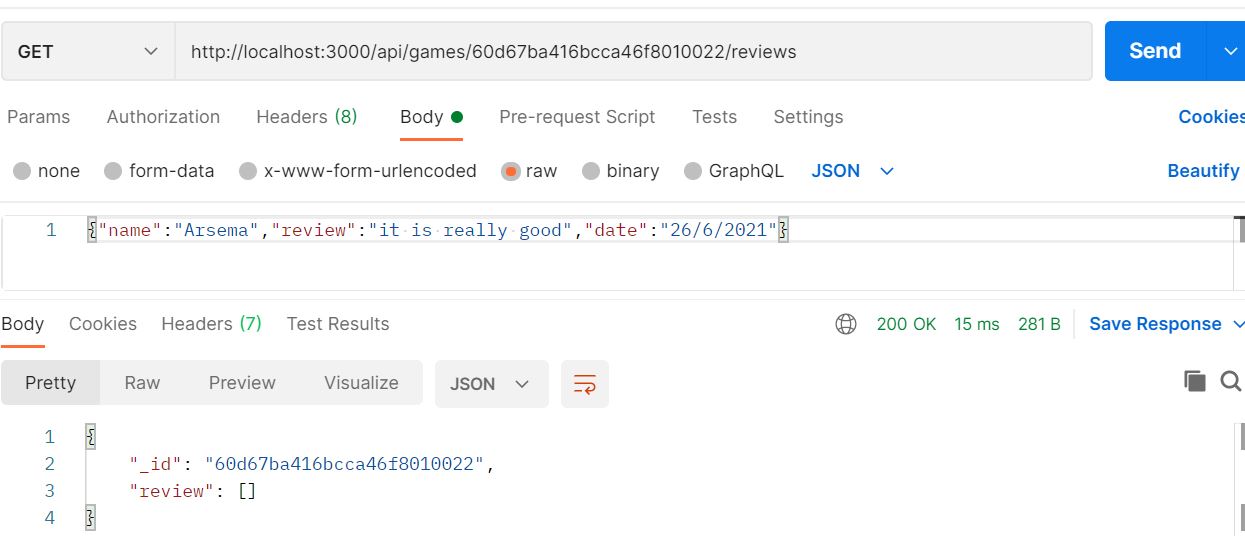 GET http://localhost:3000/api/games/60d67ba416bcca46f8010022/reviews Send
Params Authorization Headers (8) Body Pre-request Script Tests Settings Cookies
none form-data x-www-form-urlencoded raw binary GraphQL JSON Beautify
1 {"name":"Arsema","review":"it is really good","date":"26/6/2021"}
Body Cookies Headers (7) Test Results 200 OK 15 ms 281 B Save Response
Pretty Raw Preview Visualize JSON
1 {
2 "_id": "60d67ba416bcca46f8010022",
3 "review": []
4 }